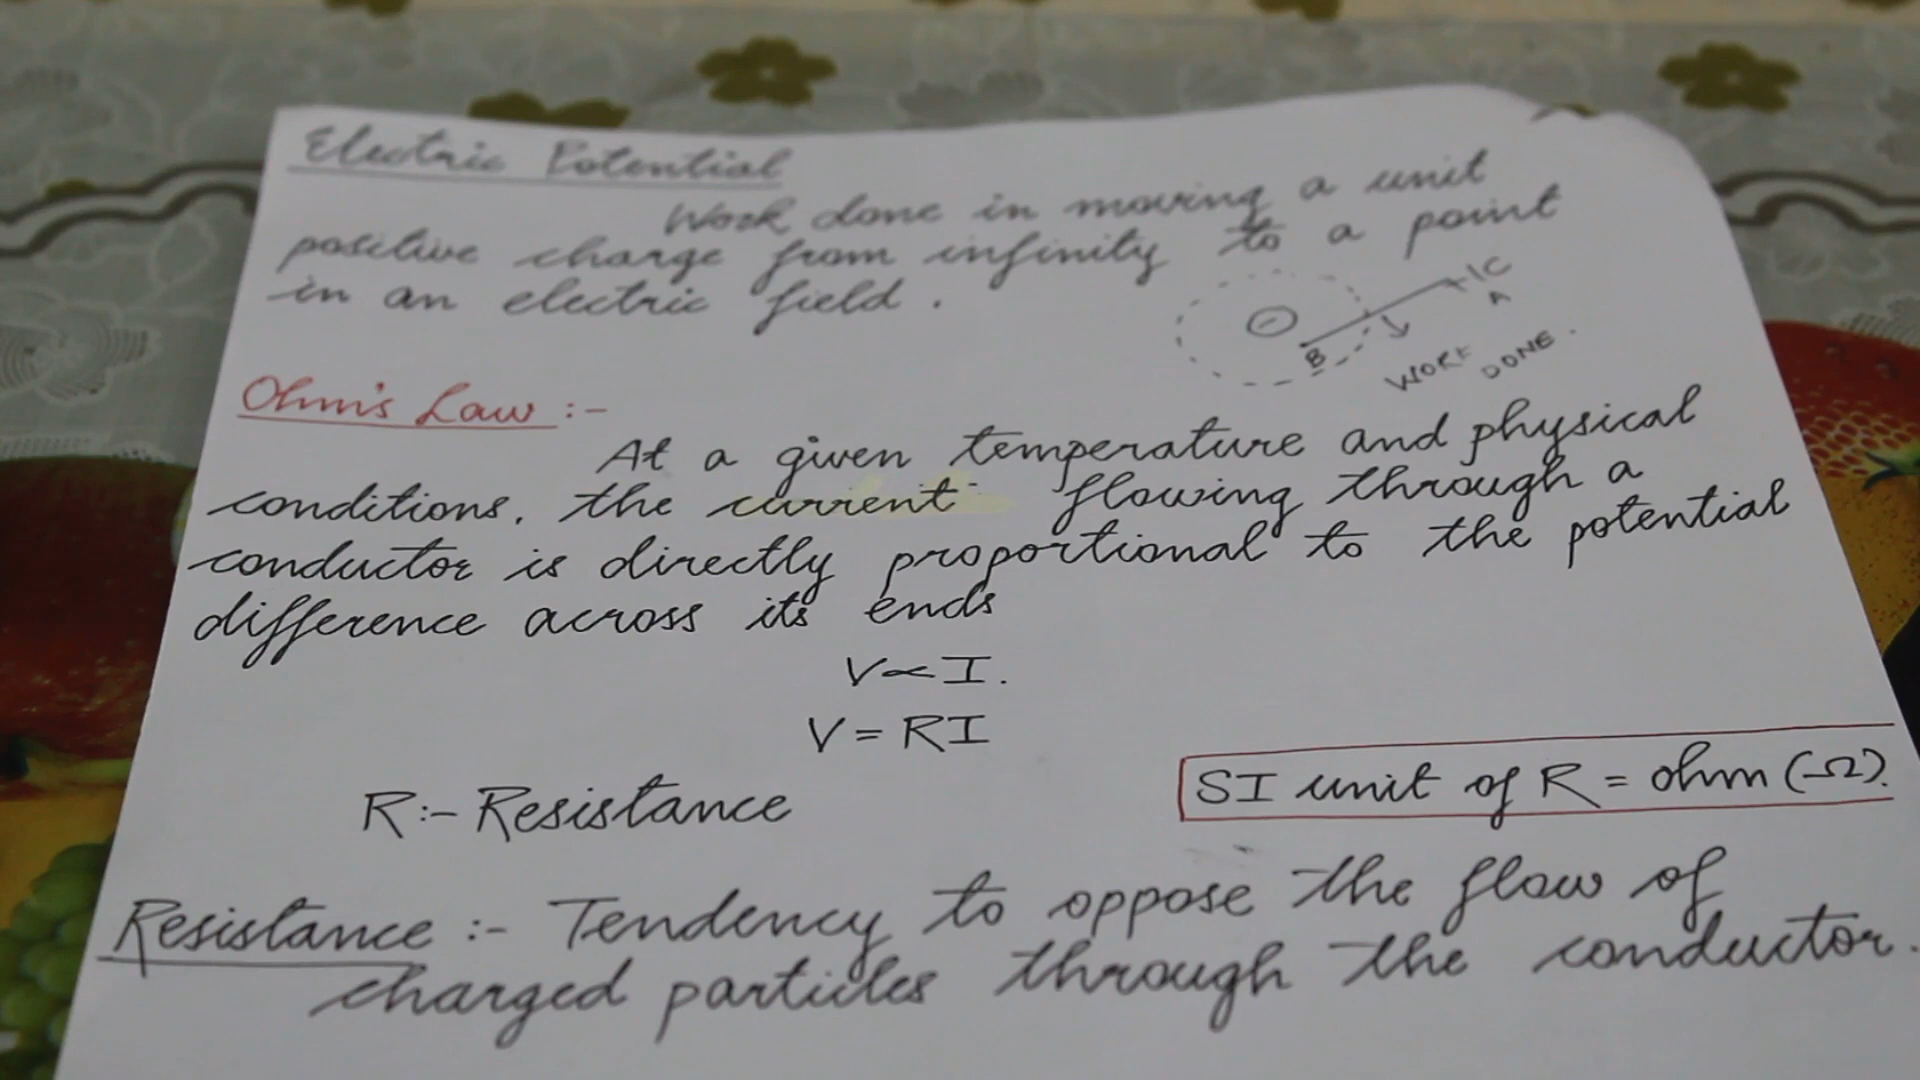 Electric Potential
Work done in moving a unit
positive charge from infinity to a point
in an electric field.
1C
A
B
WORK DONE.
Ohm's Law :-
At a given temperature and physical
conditions, the current flowing through a
conductor is directly proportional to the potential
difference across its ends
V ∝ I.
V = RI
R:- Resistance
SI unit of R = ohm (Ω).
Resistance :- Tendency to oppose the flow of
charged particles through the conductor.